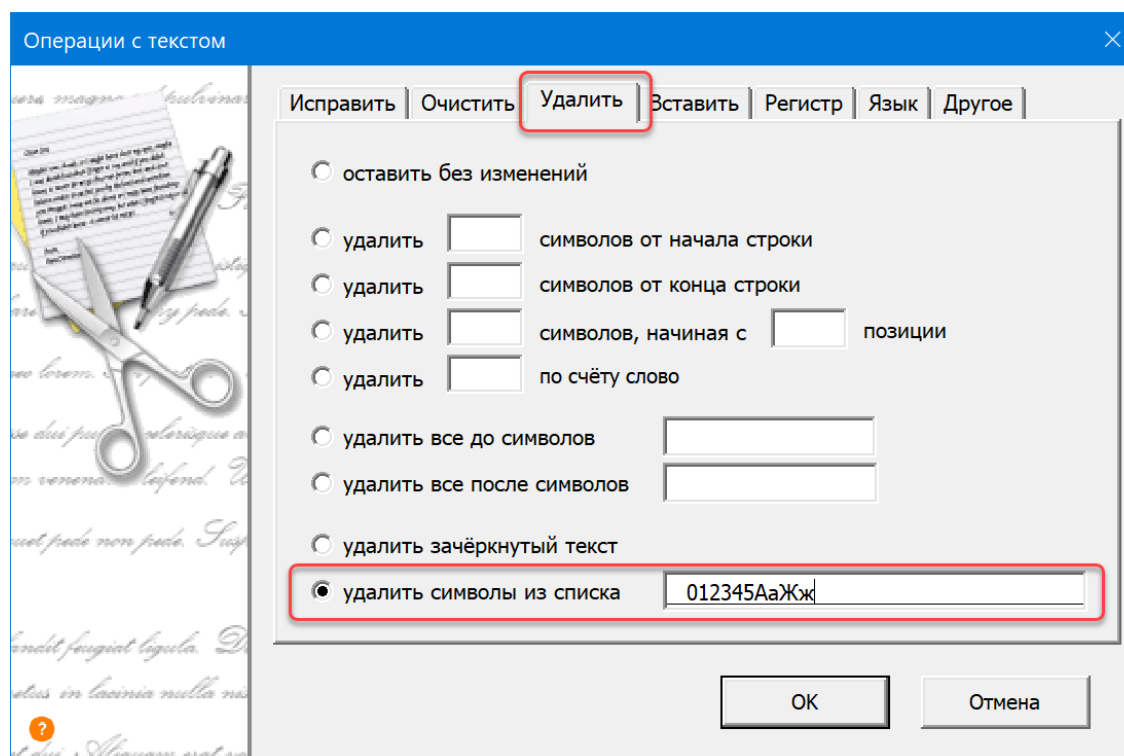 Операции с текстом
Исправить Очистить Удалить Вставить Регистр Язык Другое
оставить без изменений
удалить символов от начала строки
удалить символов от конца строки
удалить символов, начиная с позиции
удалить по счёту слово
удалить все до символов
удалить все после символов
удалить зачёркнутый текст
удалить символы из списка 012345АаЖж
OK Отмена
?